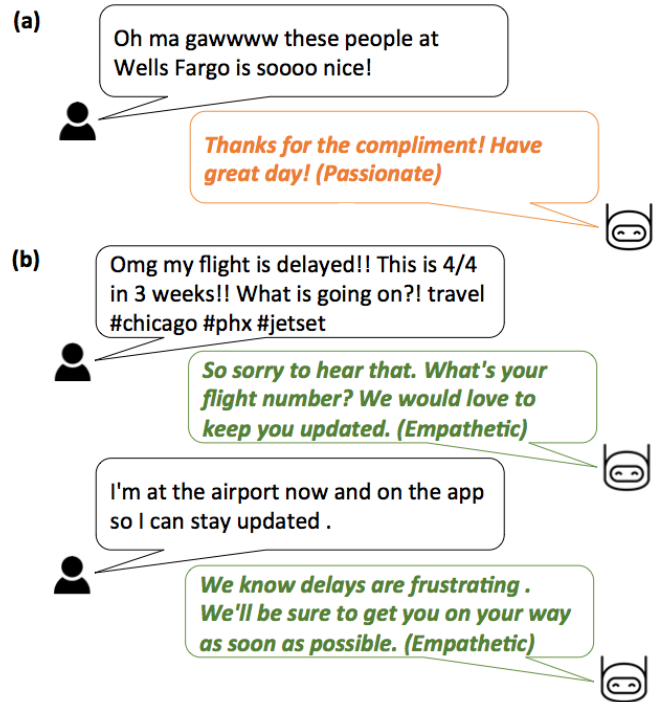 (a)
Oh ma gawwww these people at
Wells Fargo is soooo nice!
Thanks for the compliment! Have
great day! (Passionate)
(b)
Omg my flight is delayed!! This is 4/4
in 3 weeks!! What is going on?! travel
#chicago #phx #jetset
So sorry to hear that. What's your
flight number? We would love to
keep you updated. (Empathetic)
I'm at the airport now and on the app
so I can stay updated .
We know delays are frustrating .
We'll be sure to get you on your way
as soon as possible. (Empathetic)